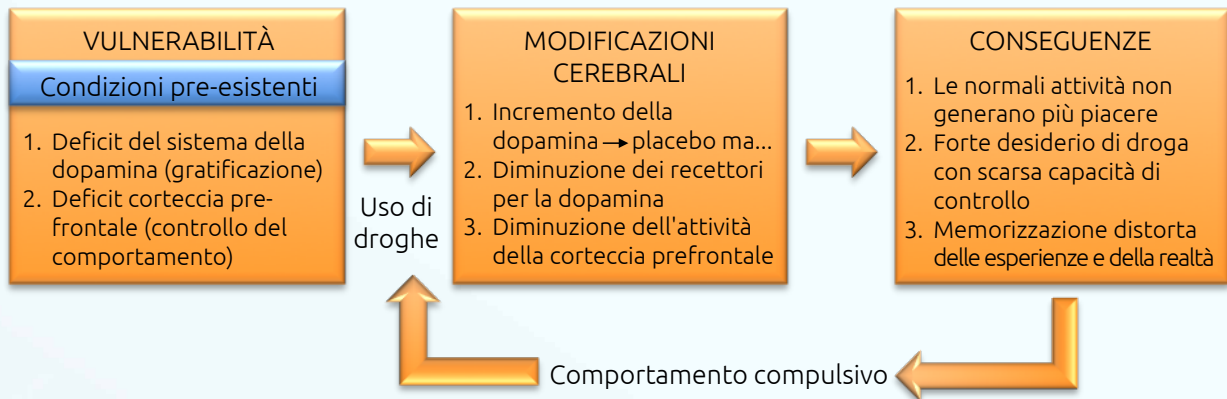 VULNERABILITÀ
Condizioni pre-esistenti
1. Deficit del sistema della
dopamina (gratificazione)
2. Deficit corteccia pre-
frontale (controllo del
comportamento)
Uso di
droghe
MODIFICAZIONI
CEREBRALI
1. Incremento della
dopamina → placebo ma...
2. Diminuzione dei recettori
per la dopamina
3. Diminuzione dell'attività
della corteccia prefrontale
CONSEGUENZE
1. Le normali attività non
generano più piacere
2. Forte desiderio di droga
con scarsa capacità di
controllo
3. Memorizzazione distorta
delle esperienze e della realtà
Comportamento compulsivo